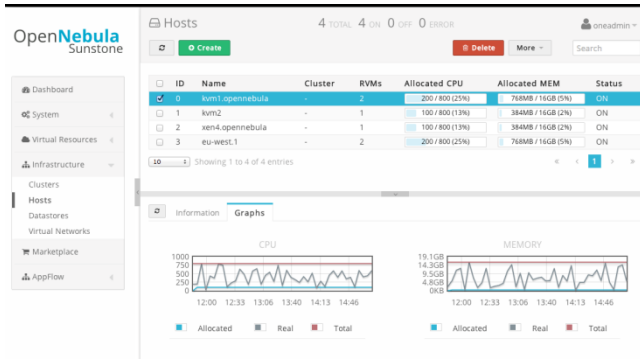 OpenNebula
Sunstone
Hosts
4 TOTAL 4 ON 0 OFF 0 ERROR
oneadmin
Create
Delete
More
Search
Dashboard
System
Virtual Resources
Infrastructure
Clusters
Hosts
Datastores
Virtual Networks
Marketplace
AppFlow
ID Name Cluster RVMs Allocated CPU Allocated MEM Status
0 kvm1.opennebula - 2 200 / 800 (25%) 768MB / 16GB (5%) ON
1 kvm2 - 1 100 / 800 (13%) 384MB / 16GB (2%) ON
2 xen4.opennebula - 1 100 / 800 (13%) 384MB / 16GB (2%) ON
3 eu-west.1 - 2 200 / 800 (25%) 768MB / 16GB (5%) ON
10 Showing 1 to 4 of 4 entries
« ‹ 1 › »
Information Graphs
CPU
1000
750
500
250
0
12:00 12:33 13:06 13:40 14:13 14:46
Allocated Real Total
MEMORY
19.1GB
14.3GB
9.5GB
4.8GB
0KB
12:00 12:33 13:06 13:40 14:13 14:46
Allocated Real Total